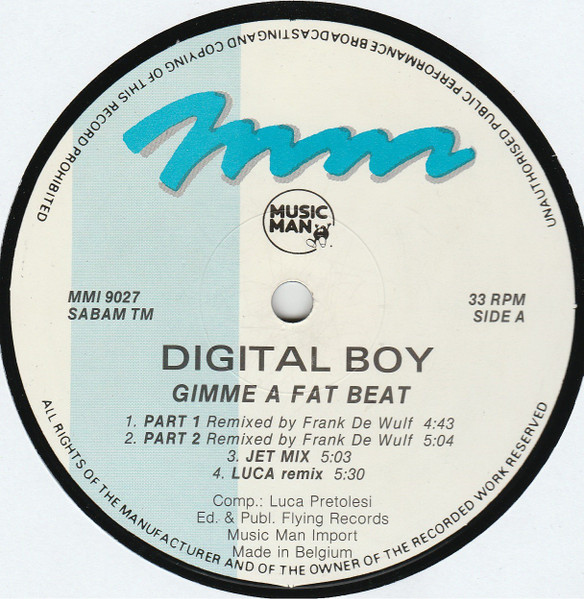 UNAUTHORISED PUBLIC PERFORMANCE BROADCASTING AND COPYING OF THIS RECORD PROHIBITED
mm
MUSIC
MAN
MMI 9027
SABAM TM
33 RPM
SIDE A
DIGITAL BOY
GIMME A FAT BEAT
1. PART 1 Remixed by Frank De Wulf 4:43
2. PART 2 Remixed by Frank De Wulf 5:04
3. JET MIX 5:03
4. LUCA remix 5:30
Comp.: Luca Pretolesi
Ed. & Publ. Flying Records
Music Man Import
Made in Belgium
ALL RIGHTS OF THE MANUFACTURER AND OF THE OWNER OF THE RECORDED WORK RESERVED